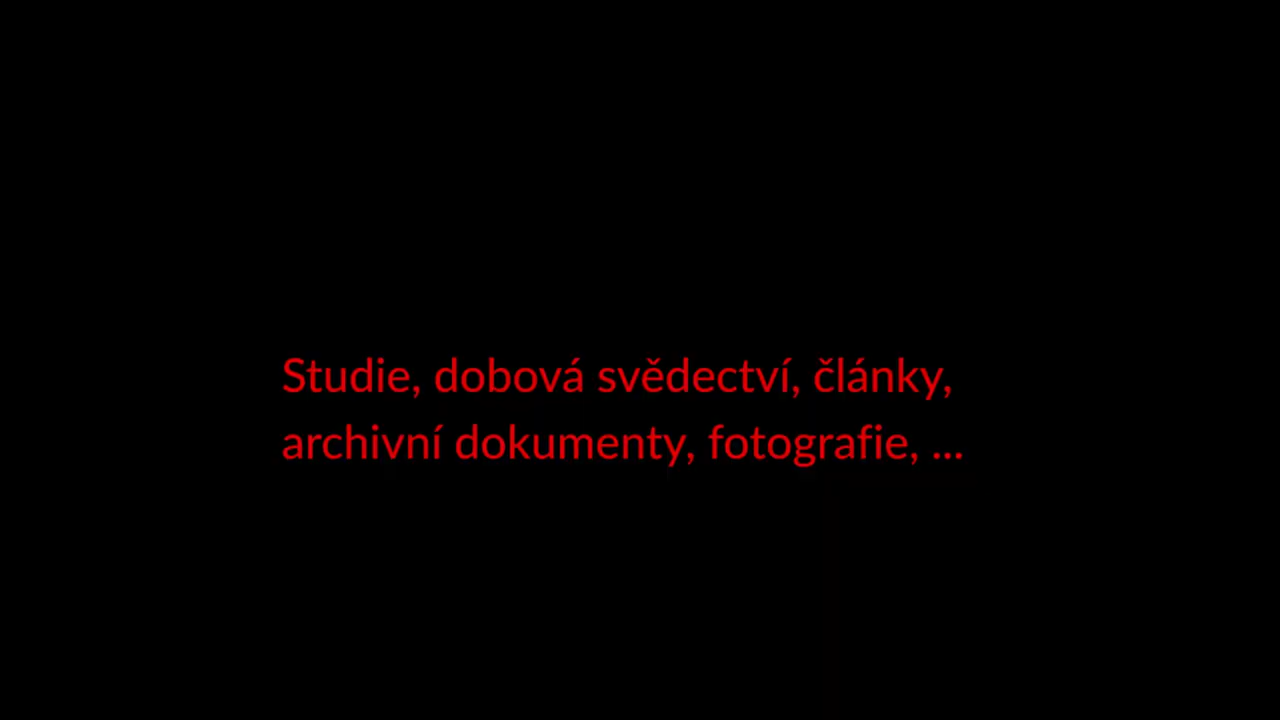 Studie, dobová svědectví, články,
archivní dokumenty, fotografie, ...